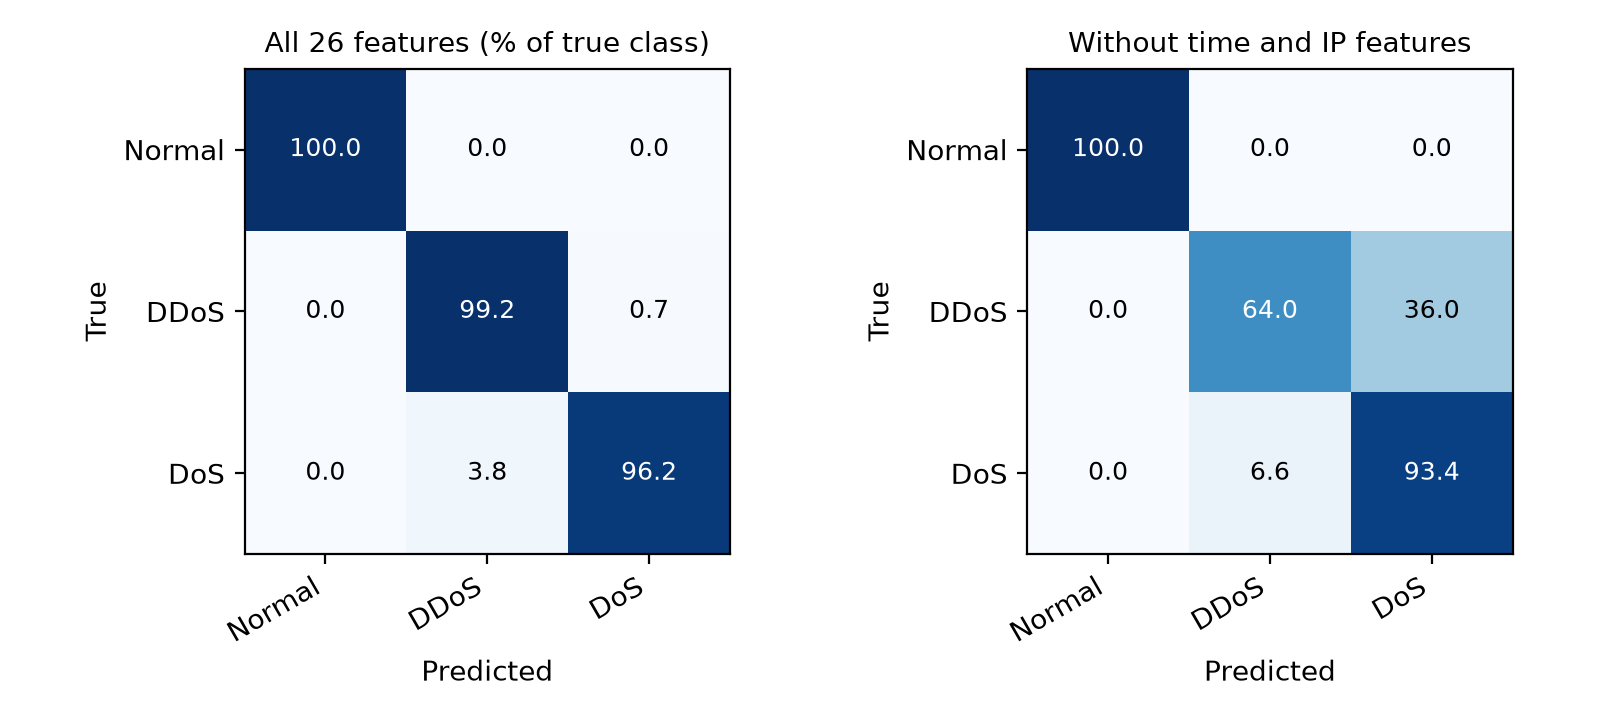 All 26 features (% of true class)
Normal 100.0 0.0 0.0
DDoS 0.0 99.2 0.7
DoS 0.0 3.8 96.2
True
Normal DDoS DoS
Predicted
Without time and IP features
Normal 100.0 0.0 0.0
DDoS 0.0 64.0 36.0
DoS 0.0 6.6 93.4
True
Normal DDoS DoS
Predicted